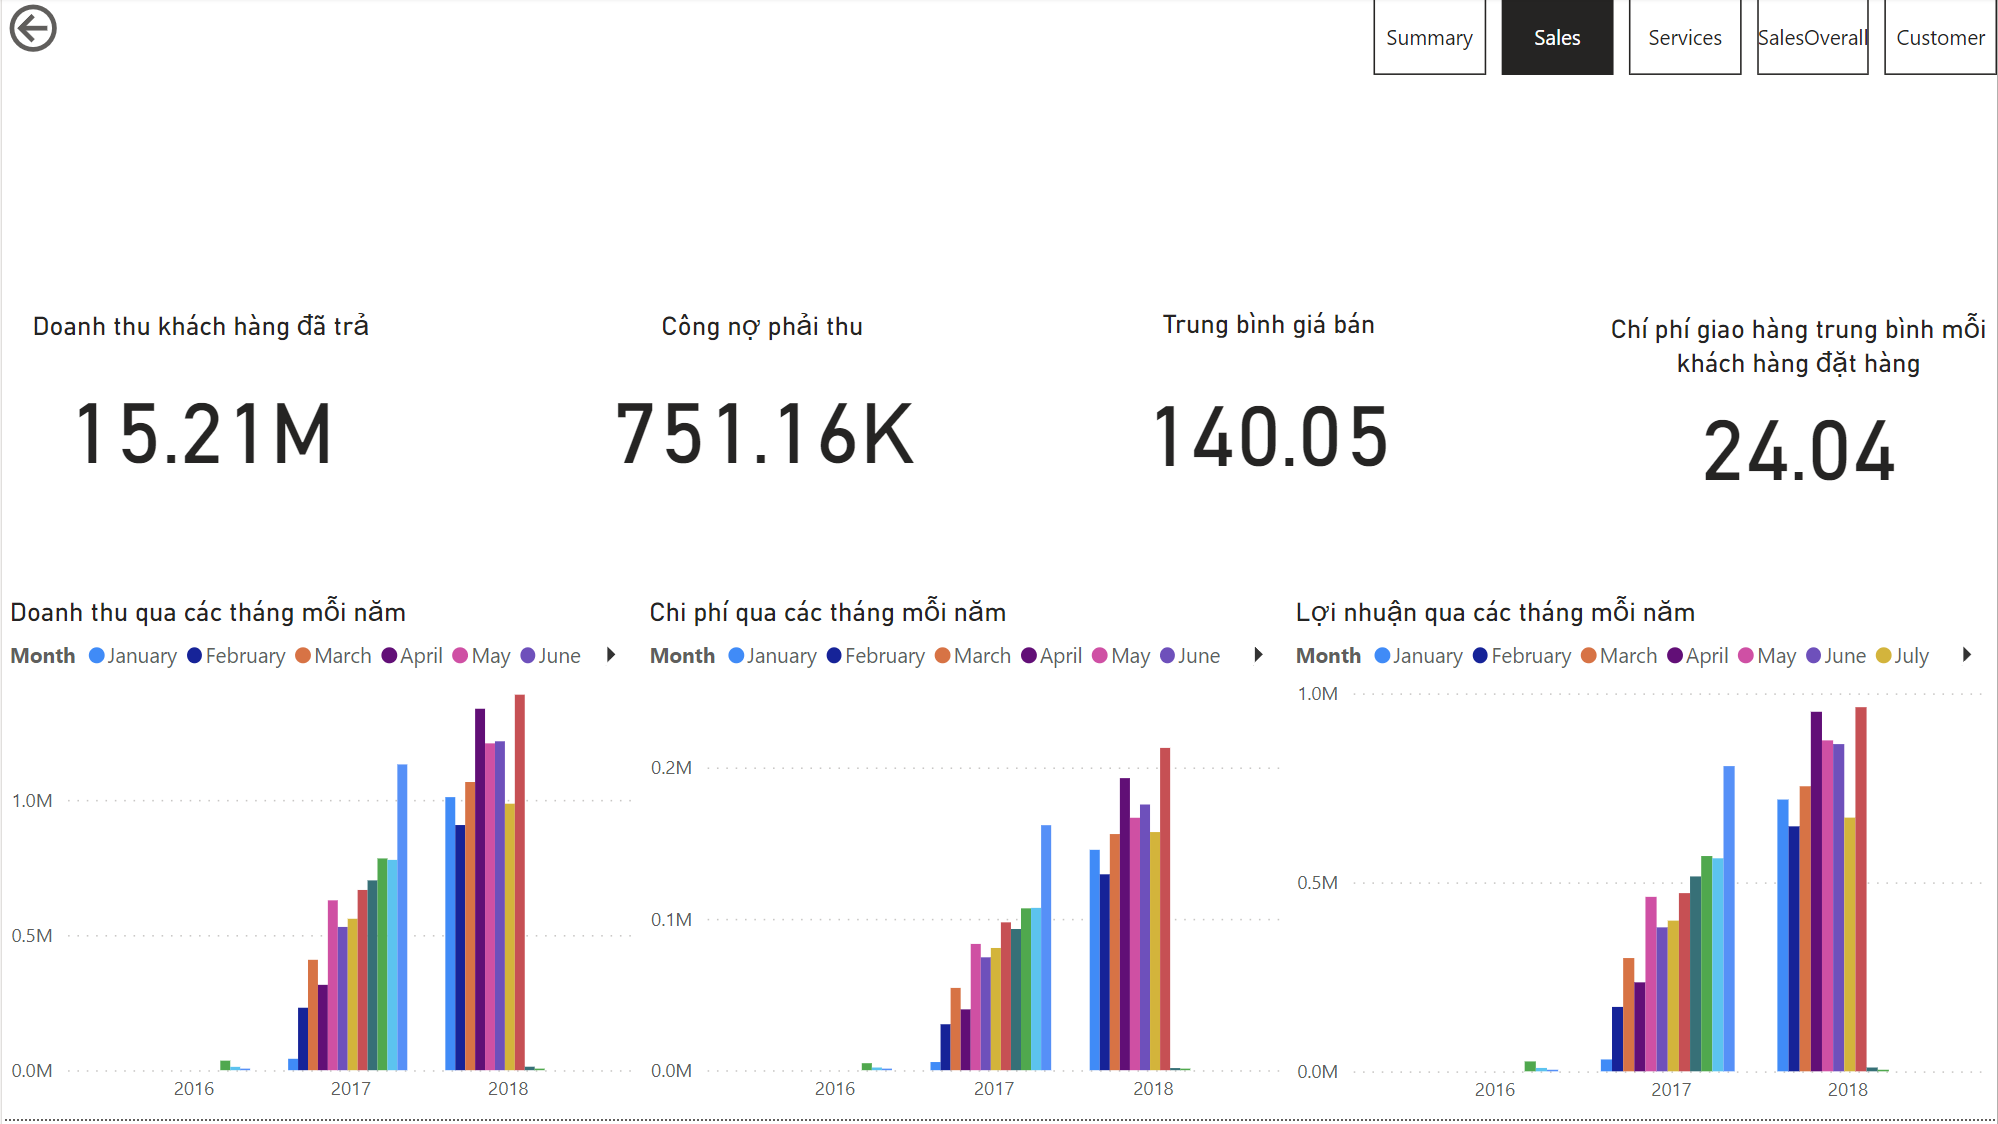 Summary Sales Services SalesOverall Customer
Doanh thu khách hàng đã trả
15.21M
Công nợ phải thu
751.16K
Trung bình giá bán
140.05
Chí phí giao hàng trung bình mỗi
khách hàng đặt hàng
24.04
Doanh thu qua các tháng mỗi năm
Month January February March April May June
1.0M
0.5M
0.0M
2016 2017 2018
Chi phí qua các tháng mỗi năm
Month January February March April May June
0.2M
0.1M
0.0M
2016 2017 2018
Lợi nhuận qua các tháng mỗi năm
Month January February March April May June July
1.0M
0.5M
0.0M
2016 2017 2018